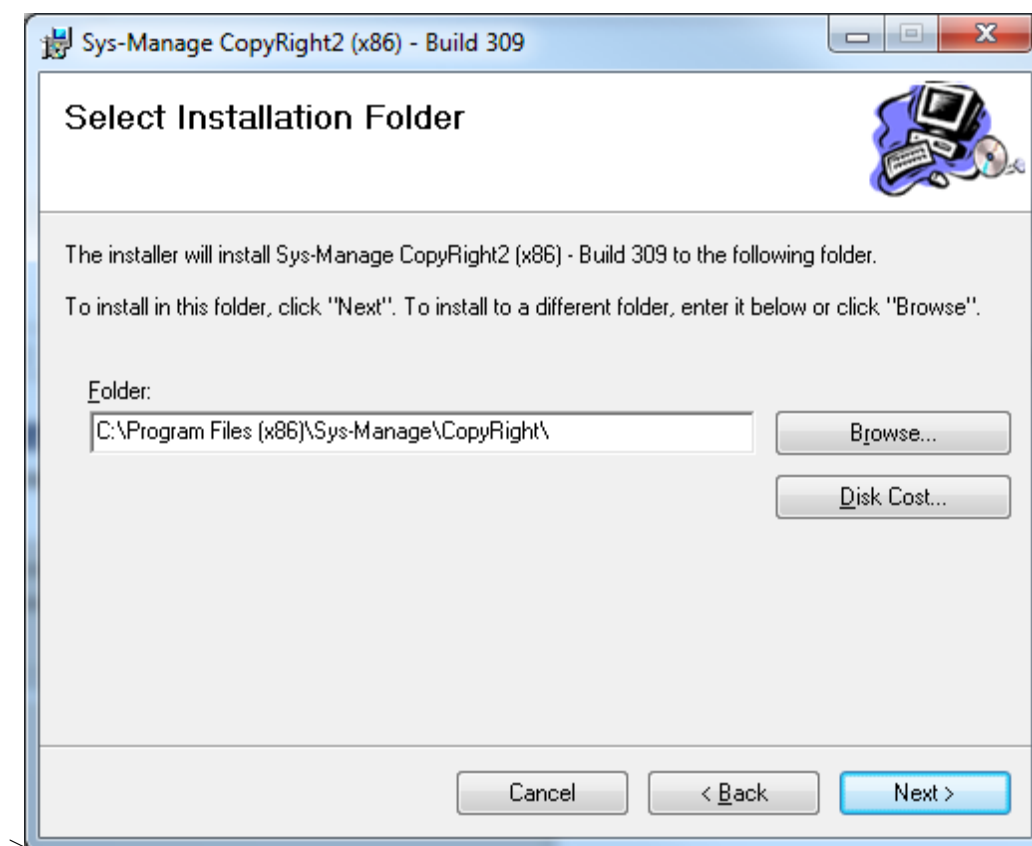 Sys-Manage CopyRight2 (x86) - Build 309
Select Installation Folder
The installer will install Sys-Manage CopyRight2 (x86) - Build 309 to the following folder.
To install in this folder, click "Next". To install to a different folder, enter it below or click "Browse".
Folder:
C:\Program Files (x86)\Sys-Manage\CopyRight\
Browse...
Disk Cost...
Cancel
< Back
Next >